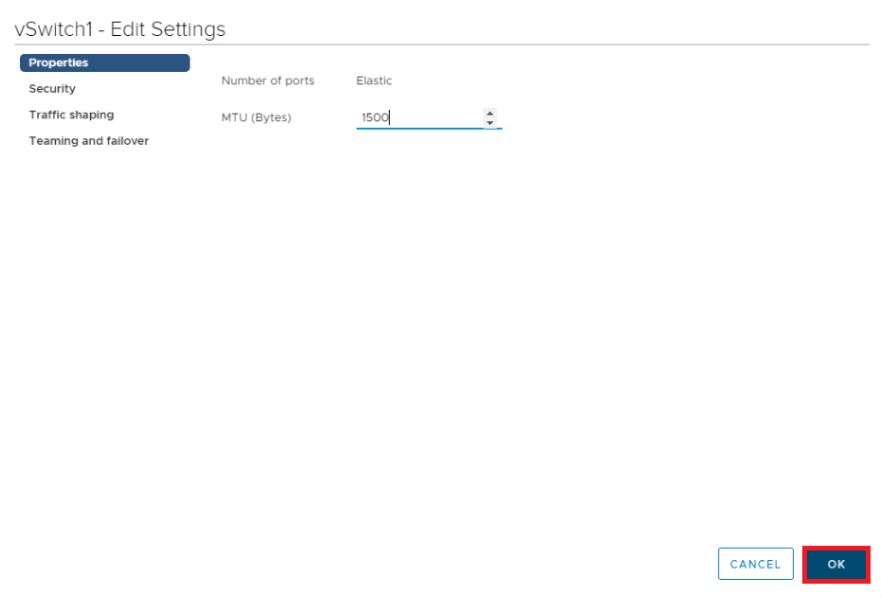 vSwitch1 - Edit Settings
Properties
Security
Traffic shaping
Teaming and failover
Number of ports Elastic
MTU (Bytes) 1500
CANCEL OK